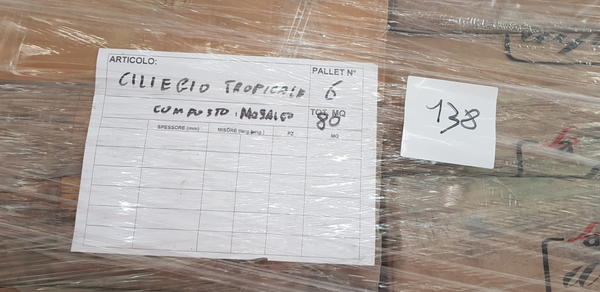 ARTICOLO:
PALLET N°
CILIEGIO TROPICALE 6
COMPOSTO: MOSAICO
TOT. MQ
80
SPESSORE (mm) MISURE (larg./lung.) PZ MQ
138